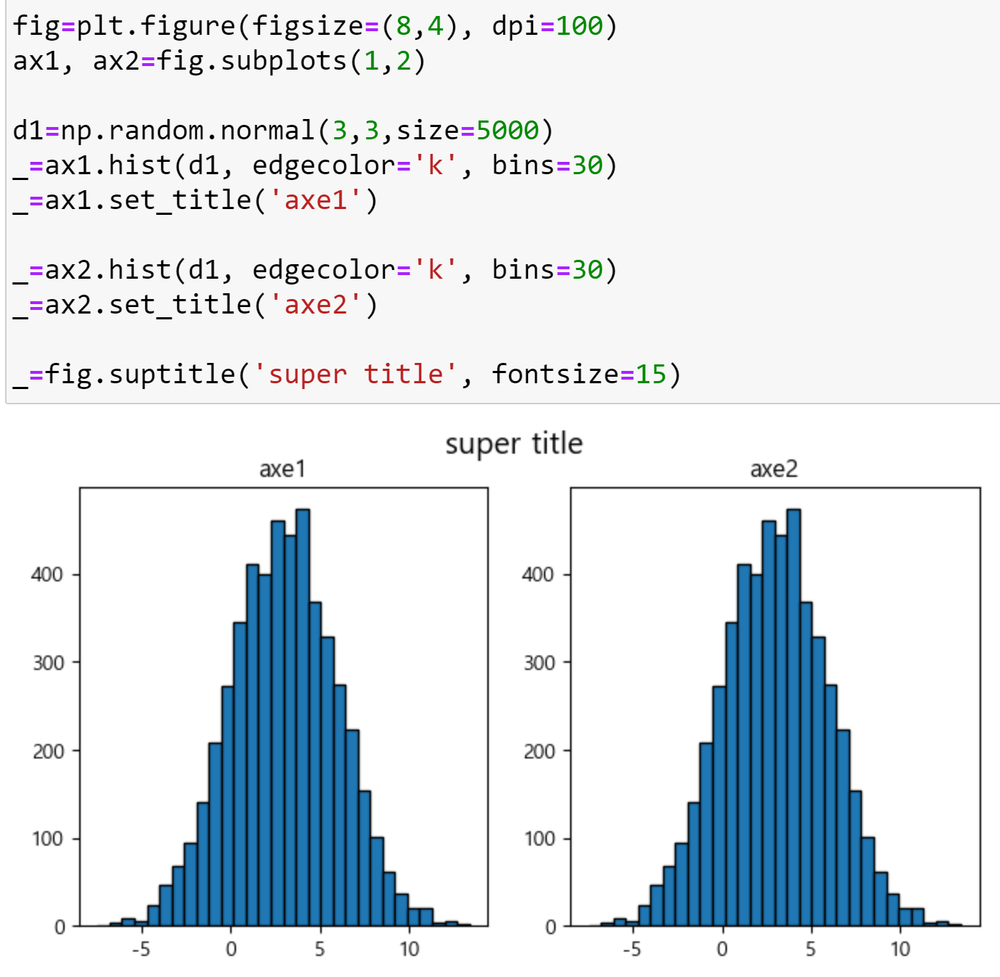 fig=plt.figure(figsize=(8,4), dpi=100)
ax1, ax2=fig.subplots(1,2)
d1=np.random.normal(3,3,size=5000)
_=ax1.hist(d1, edgecolor='k', bins=30)
_=ax1.set_title('axe1')
_=ax2.hist(d1, edgecolor='k', bins=30)
_=ax2.set_title('axe2')
_=fig.suptitle('super title', fontsize=15)
super title
axe1
400
300
200
100
0
-5 0 5 10
axe2
400
300
200
100
0
-5 0 5 10